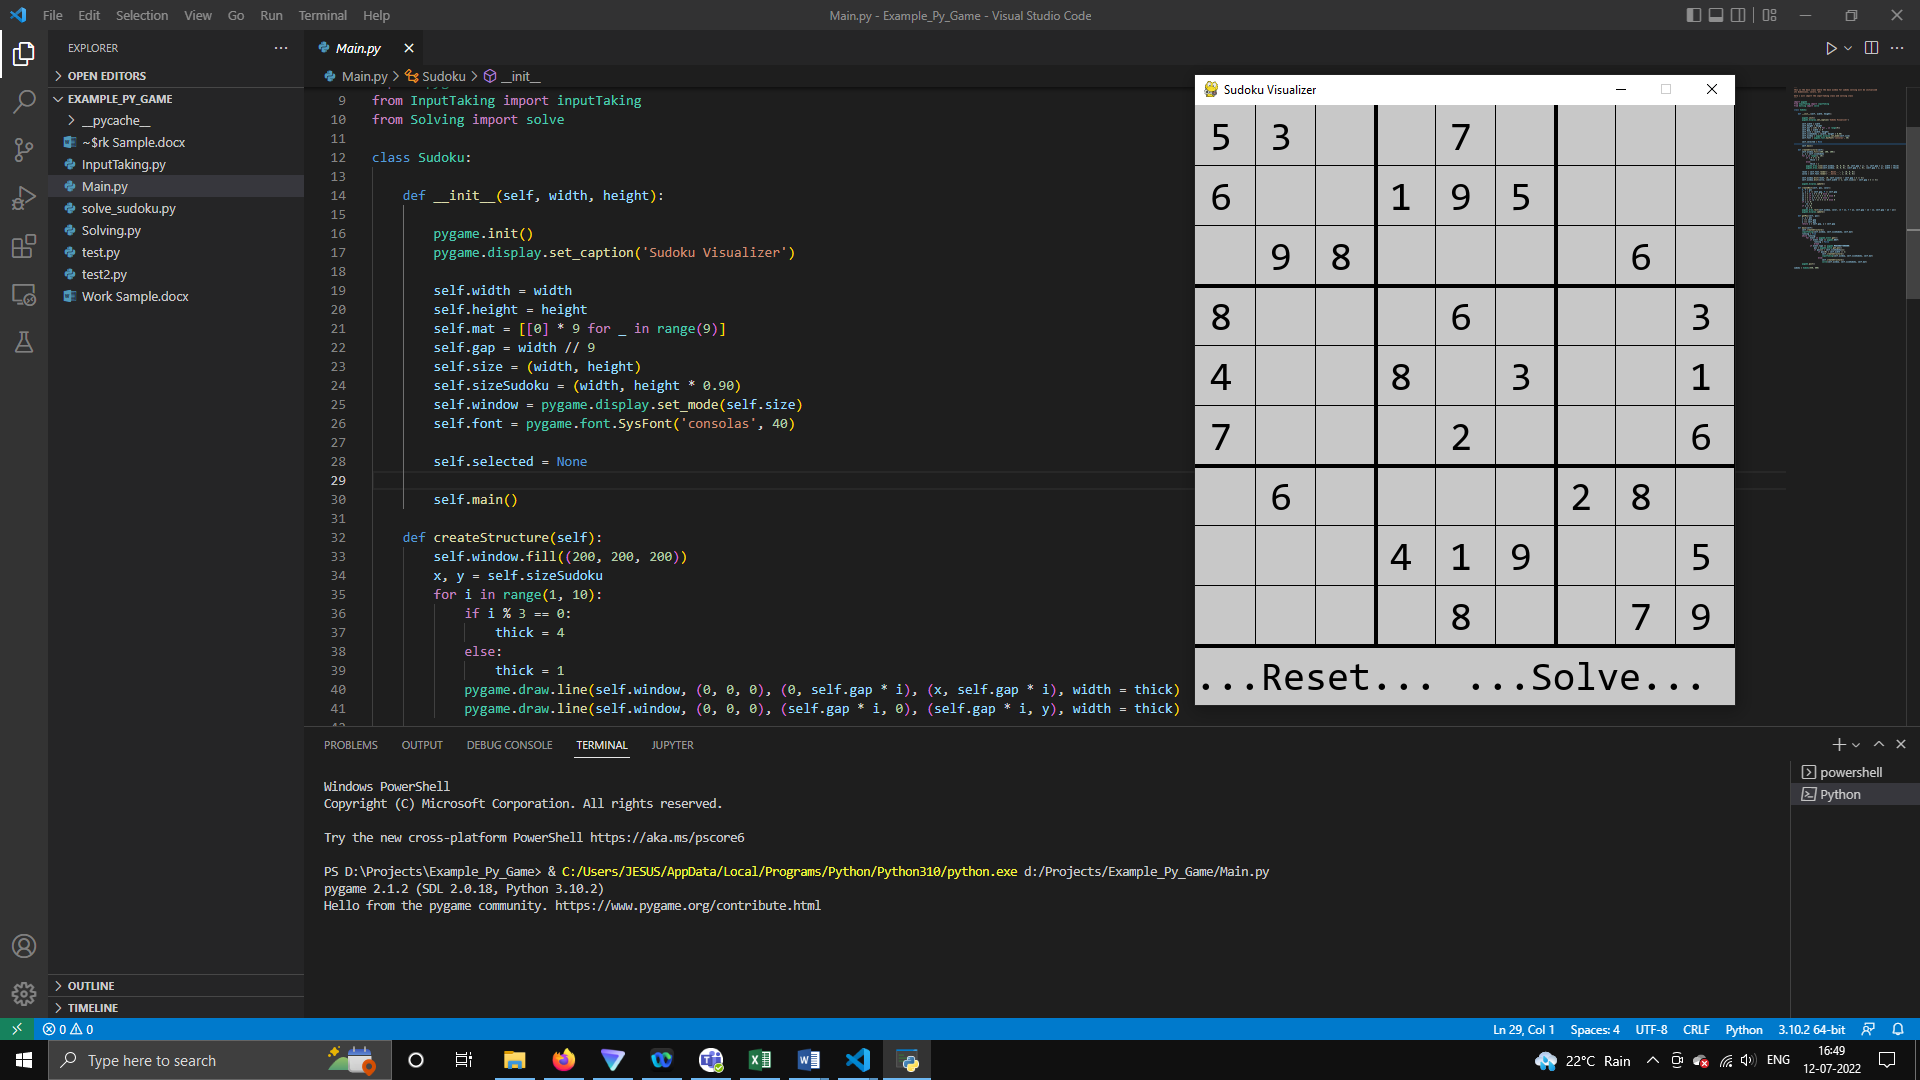 File Edit Selection View Go Run Terminal Help
Main.py - Example_Py_Game - Visual Studio Code
EXPLORER
OPEN EDITORS
EXAMPLE_PY_GAME
__pycache__
~$rk Sample.docx
InputTaking.py
Main.py
solve_sudoku.py
Solving.py
test.py
test2.py
Work Sample.docx
OUTLINE
TIMELINE
Main.py
Main.py > Sudoku > __init__
9 from InputTaking import inputTaking
10 from Solving import solve
11
12 class Sudoku:
13
14     def __init__(self, width, height):
15
16         pygame.init()
17         pygame.display.set_caption('Sudoku Visualizer')
18
19         self.width = width
20         self.height = height
21         self.mat = [[0] * 9 for _ in range(9)]
22         self.gap = width // 9
23         self.size = (width, height)
24         self.sizeSudoku = (width, height * 0.90)
25         self.window = pygame.display.set_mode(self.size)
26         self.font = pygame.font.SysFont('consolas', 40)
27
28         self.selected = None
29
30         self.main()
31
32     def createStructure(self):
33         self.window.fill((200, 200, 200))
34         x, y = self.sizeSudoku
35         for i in range(1, 10):
36             if i % 3 == 0:
37                 thick = 4
38             else:
39                 thick = 1
40             pygame.draw.line(self.window, (0, 0, 0), (0, self.gap * i), (x, self.gap * i), width = thick)
41             pygame.draw.line(self.window, (0, 0, 0), (self.gap * i, 0), (self.gap * i, y), width = thick)
Sudoku Visualizer
5 3 7
6 1 9 5
9 8 6
8 6 3
4 8 3 1
7 2 6
6 2 8
4 1 9 5
8 7 9
...Reset... ...Solve...
PROBLEMS OUTPUT DEBUG CONSOLE TERMINAL JUPYTER
Windows PowerShell
Copyright (C) Microsoft Corporation. All rights reserved.
Try the new cross-platform PowerShell https://aka.ms/pscore6
PS D:\Projects\Example_Py_Game> & C:/Users/JESUS/AppData/Local/Programs/Python/Python310/python.exe d:/Projects/Example_Py_Game/Main.py
pygame 2.1.2 (SDL 2.0.18, Python 3.10.2)
Hello from the pygame community. https://www.pygame.org/contribute.html
powershell
Python
0 0
Ln 29, Col 1 Spaces: 4 UTF-8 CRLF Python 3.10.2 64-bit
Type here to search
22°C Rain
ENG
16:49
12-07-2022